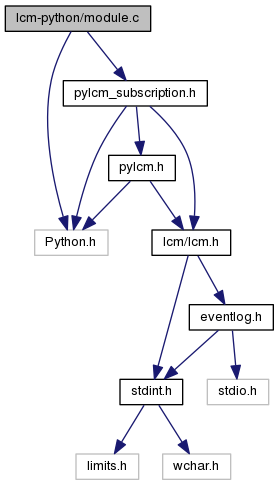 lcm-python/module.c
pylcm_subscription.h
pylcm.h
Python.h
lcm/lcm.h
eventlog.h
stdint.h
stdio.h
limits.h
wchar.h